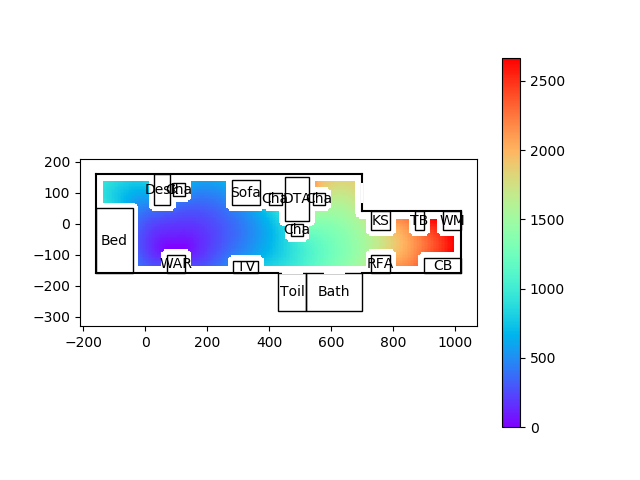 200
100
0
−100
−200
−300
−200
0
200
400
600
800
1000
Desk
Cha
Sofa
Cha
DTA
Cha
Cha
Bed
WAR
TV
Toil
Bath
KS
TB
WM
RFA
CB
2500
2000
1500
1000
500
0